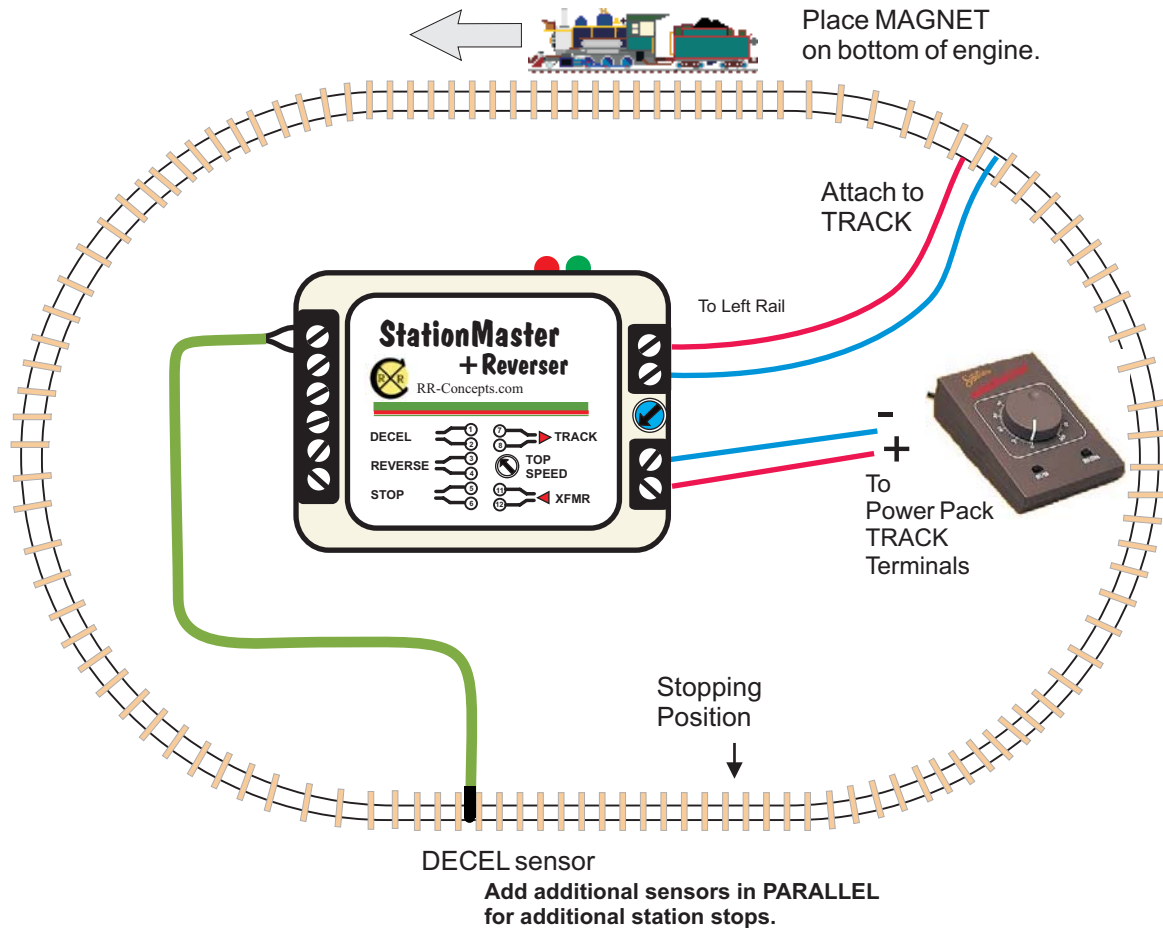 Place MAGNET
on bottom of engine.
Attach to
TRACK
To Left Rail
StationMaster
+Reverser
R R
RR-Concepts.com
DECEL 1 2
REVERSE 3 4
STOP 5 6
7 8 TRACK
TOP
SPEED
11 12 XFMR
-
+
To
Power Pack
TRACK
Terminals
Stopping
Position
DECEL sensor
Add additional sensors in PARALLEL
for additional station stops.